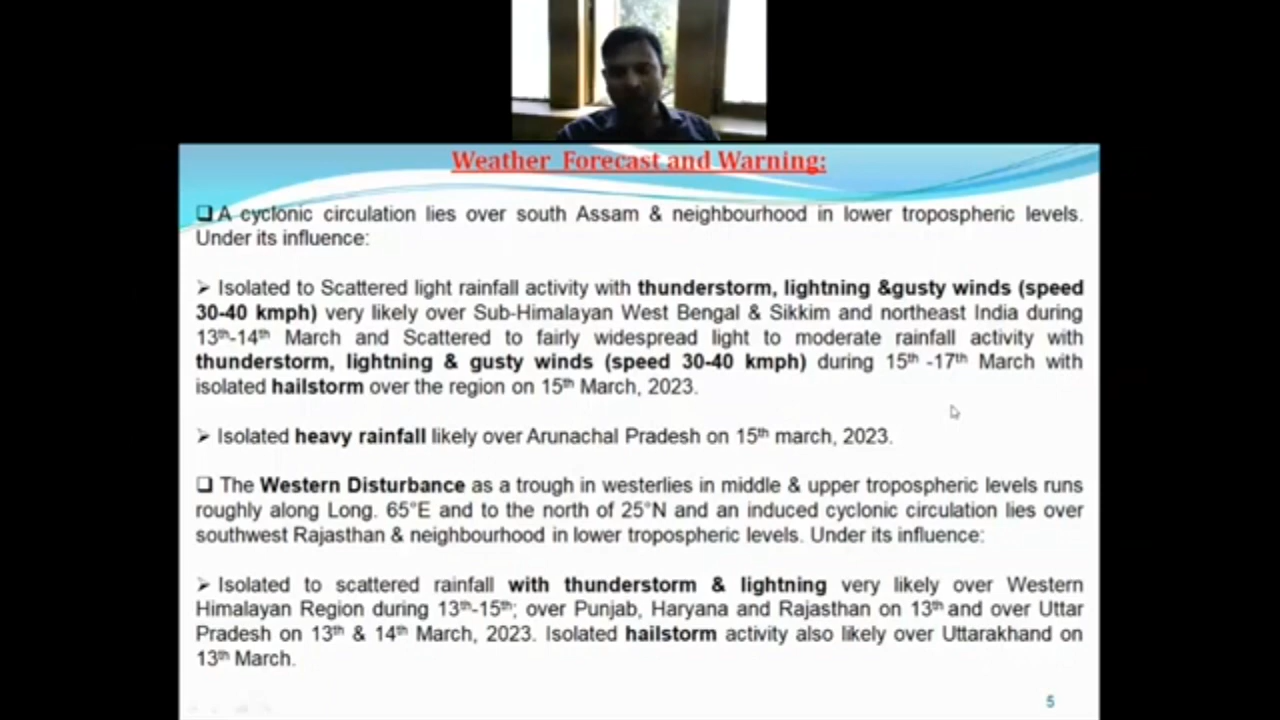 Weather Forecast and Warning:
❑A cyclonic circulation lies over south Assam & neighbourhood in lower tropospheric levels.
Under its influence:
➢ Isolated to Scattered light rainfall activity with thunderstorm, lightning &gusty winds (speed
30-40 kmph) very likely over Sub-Himalayan West Bengal & Sikkim and northeast India during
13th-14th March and Scattered to fairly widespread light to moderate rainfall activity with
thunderstorm, lightning & gusty winds (speed 30-40 kmph) during 15th -17th March with
isolated hailstorm over the region on 15th March, 2023.
➢ Isolated heavy rainfall likely over Arunachal Pradesh on 15th march, 2023.
❑ The Western Disturbance as a trough in westerlies in middle & upper tropospheric levels runs
roughly along Long. 65°E and to the north of 25°N and an induced cyclonic circulation lies over
southwest Rajasthan & neighbourhood in lower tropospheric levels. Under its influence:
➢ Isolated to scattered rainfall with thunderstorm & lightning very likely over Western
Himalayan Region during 13th-15th; over Punjab, Haryana and Rajasthan on 13th and over Uttar
Pradesh on 13th & 14th March, 2023. Isolated hailstorm activity also likely over Uttarakhand on
13th March.
5